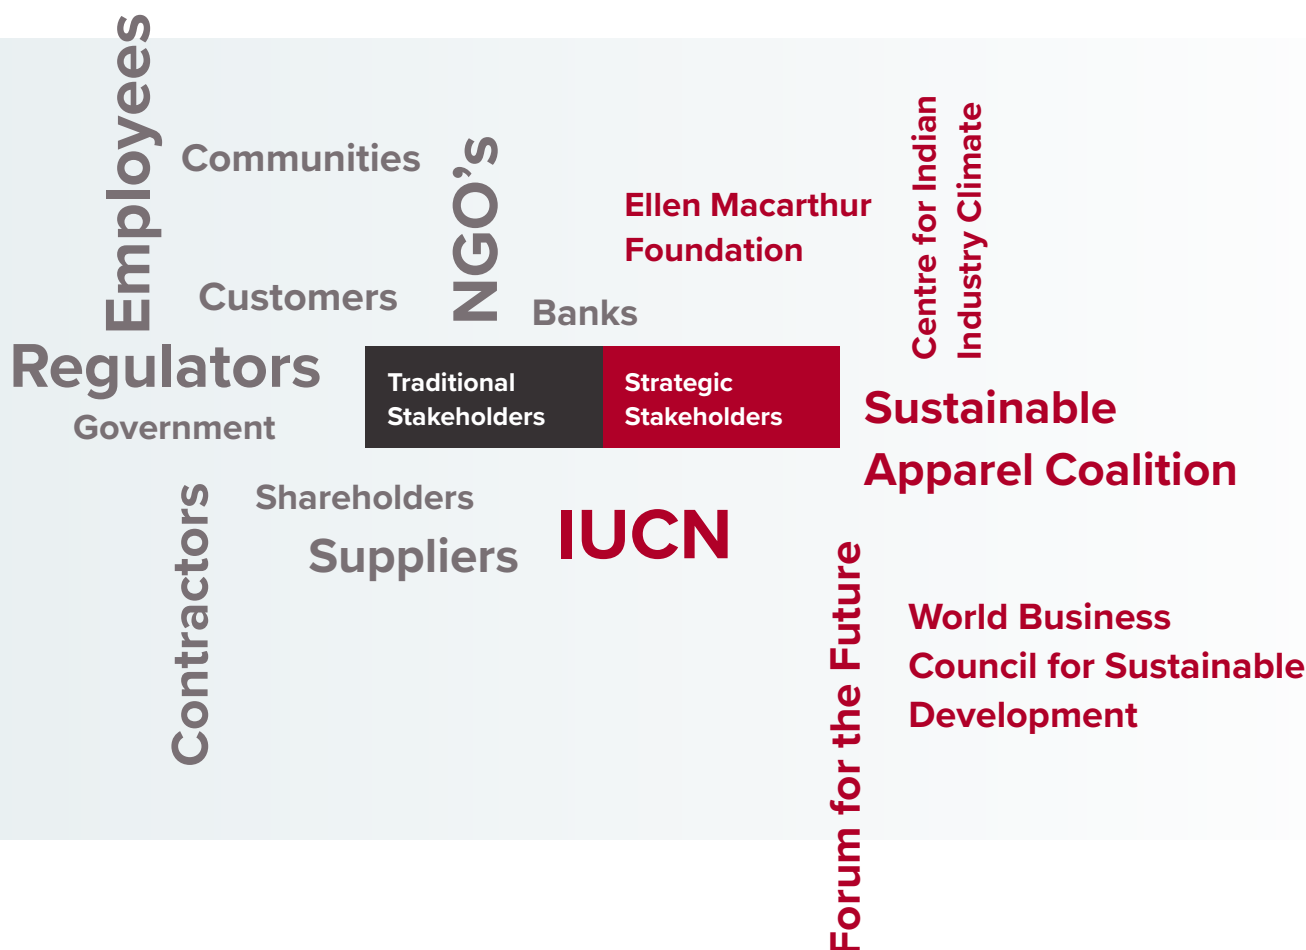 Employees
Communities
NGO's
Customers
Banks
Regulators
Government
Traditional
Stakeholders
Shareholders
Suppliers
Contractors
Strategic
Stakeholders
Ellen Macarthur
Foundation
Centre for Indian
Industry Climate
Sustainable
Apparel Coalition
IUCN
Forum for the Future
World Business
Council for Sustainable
Development